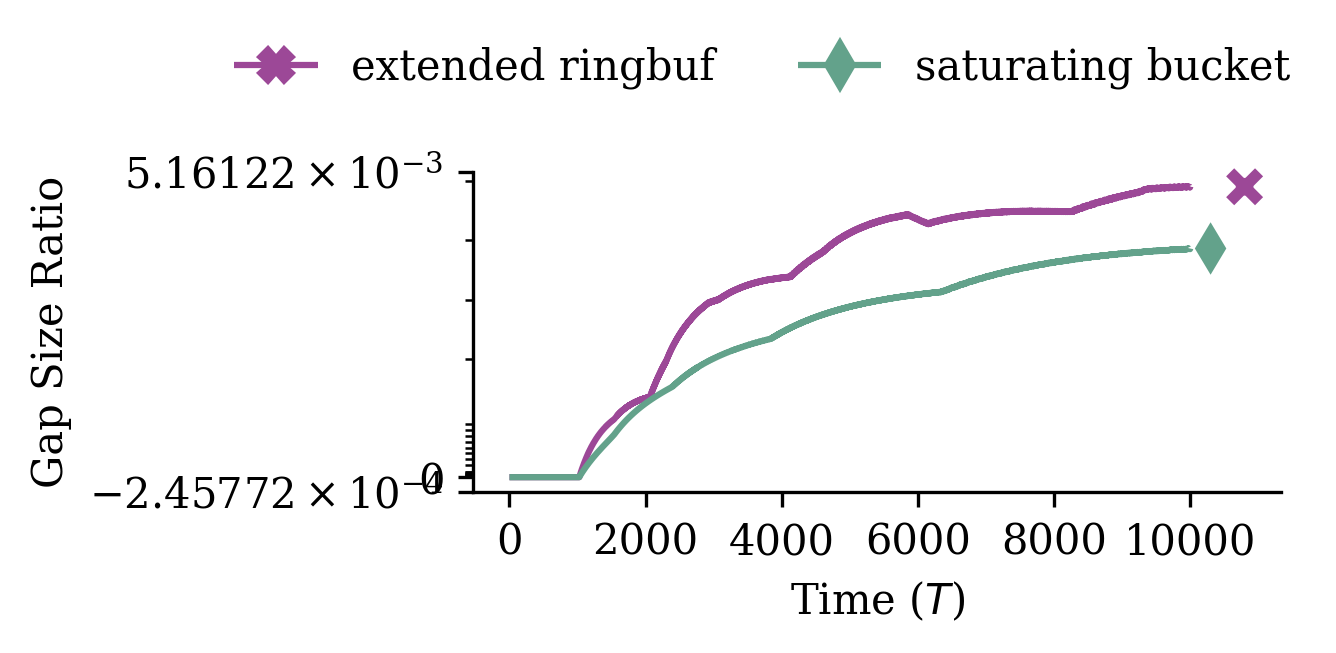 extended ringbuf saturating bucket
5.16122 × 10⁻³
Gap Size Ratio
0
−2.45772 × 10⁻⁴
0 2000 4000 6000 8000 10000
Time (T)